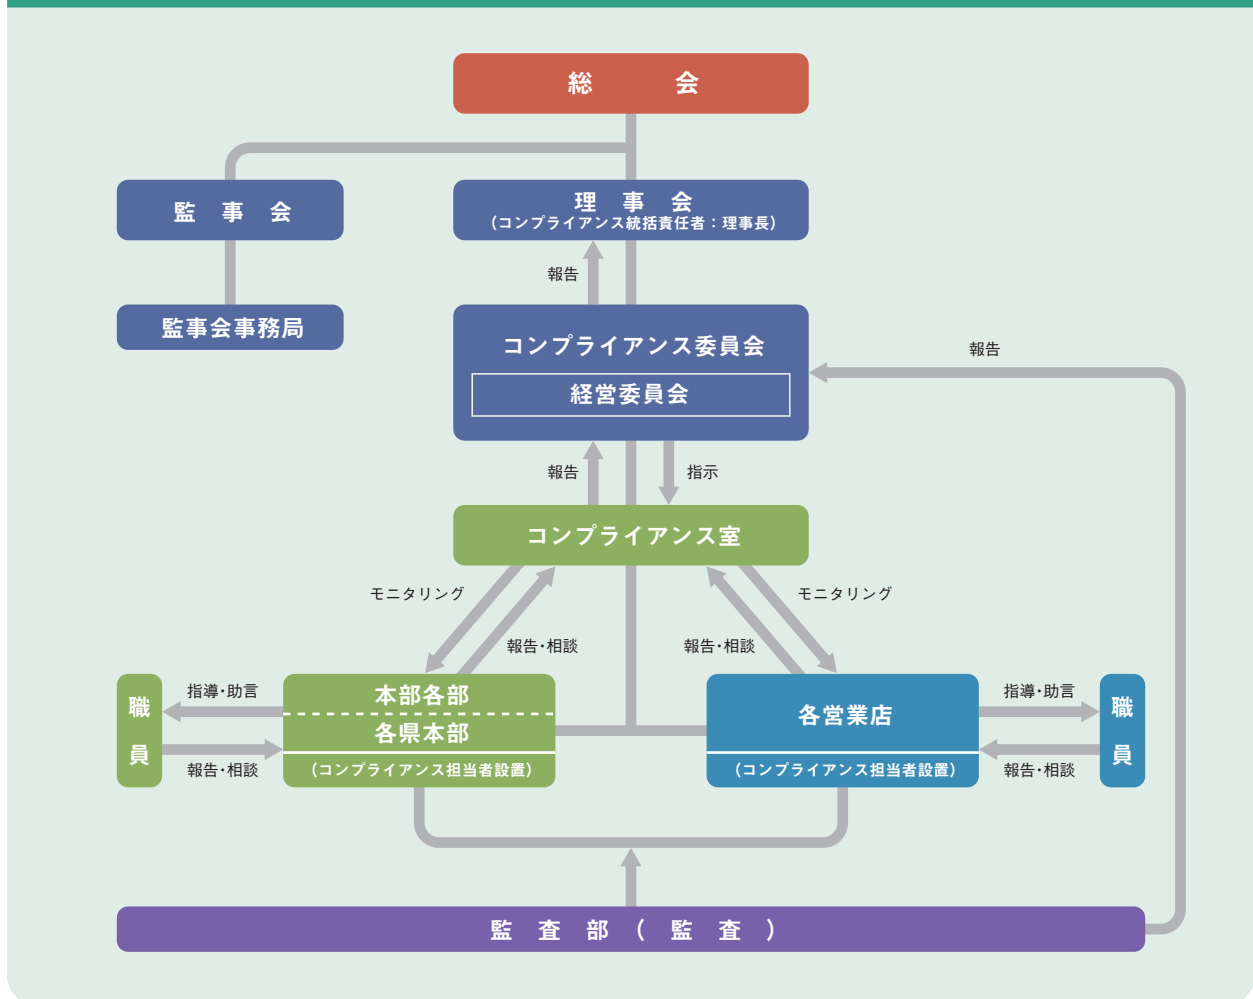 総会
監事会
理事会
（コンプライアンス統括責任者：理事長）
報告
監事会事務局
コンプライアンス委員会
経営委員会
報告
報告
指示
コンプライアンス室
モニタリング
モニタリング
報告・相談
報告・相談
職員
指導・助言
報告・相談
本部各部
各県本部
（コンプライアンス担当者設置）
各営業店
（コンプライアンス担当者設置）
指導・助言
報告・相談
職員
監査部（監査）